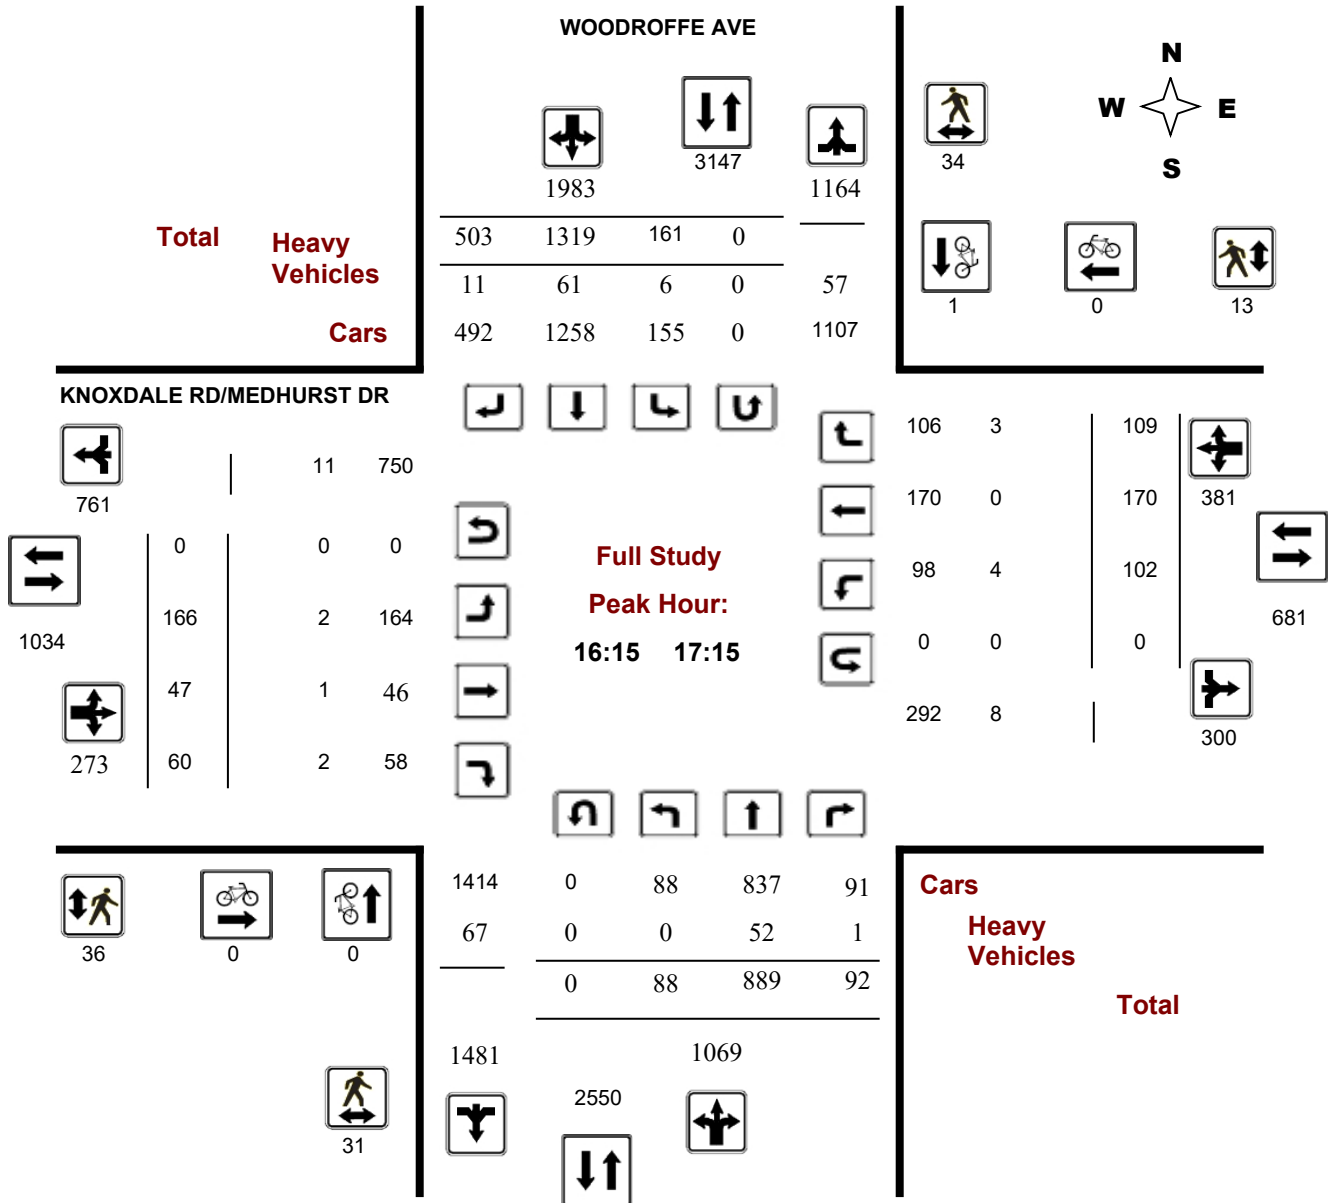 WOODROFFE AVE
N
W E
S
3147
34
1983 1164
Total Heavy Vehicles
503 1319 161 0
11 61 6 0 57
1 0 13
Cars 492 1258 155 0 1107
KNOXDALE RD/MEDHURST DR
106 3 109
11 750
761
170 0 170 381
0 0 0
Full Study
98 4 102
Peak Hour:
166 2 164
681
1034
16:15 17:15
0 0 0
47 1 46
292 8
300
273 60 2 58
1414 0 88 837 91
Cars
67 0 0 52 1
Heavy
Vehicles
36 0 0
0 88 889 92
Total
1481 1069
2550
31